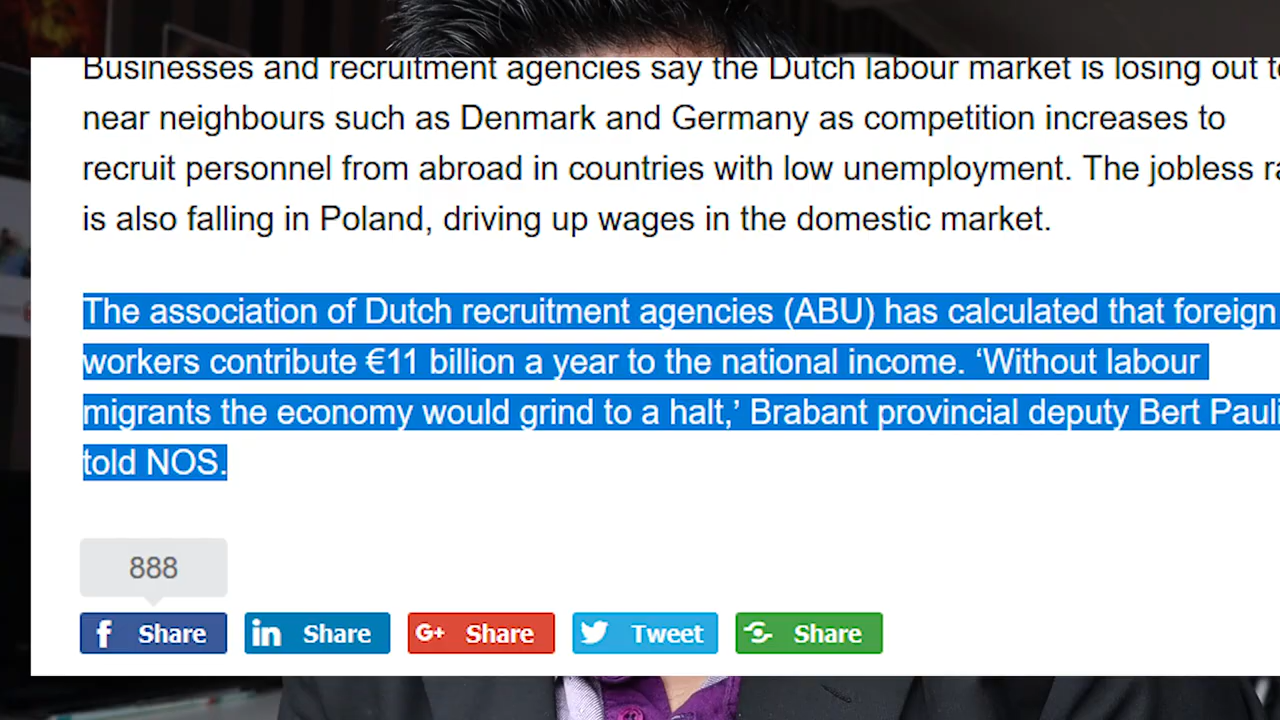 Businesses and recruitment agencies say the Dutch labour market is losing out
near neighbours such as Denmark and Germany as competition increases to
recruit personnel from abroad in countries with low unemployment. The jobless
is also falling in Poland, driving up wages in the domestic market.
The association of Dutch recruitment agencies (ABU) has calculated that foreign
workers contribute €11 billion a year to the national income. ‘Without labour
migrants the economy would grind to a halt,’ Brabant provincial deputy Bert
told NOS.
888
f Share
in Share
G+ Share
Tweet
Share